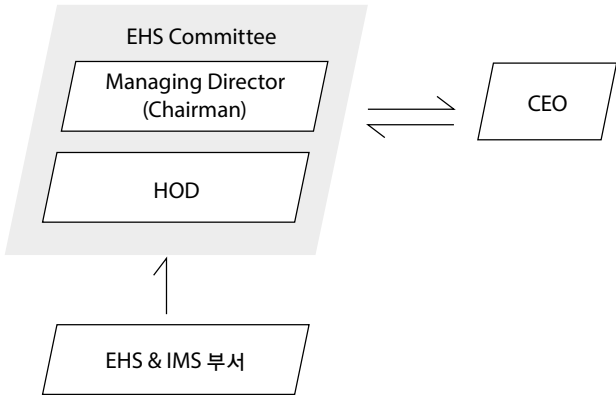 EHS Committee
Managing Director
(Chairman)
CEO
HOD
EHS & IMS 부서